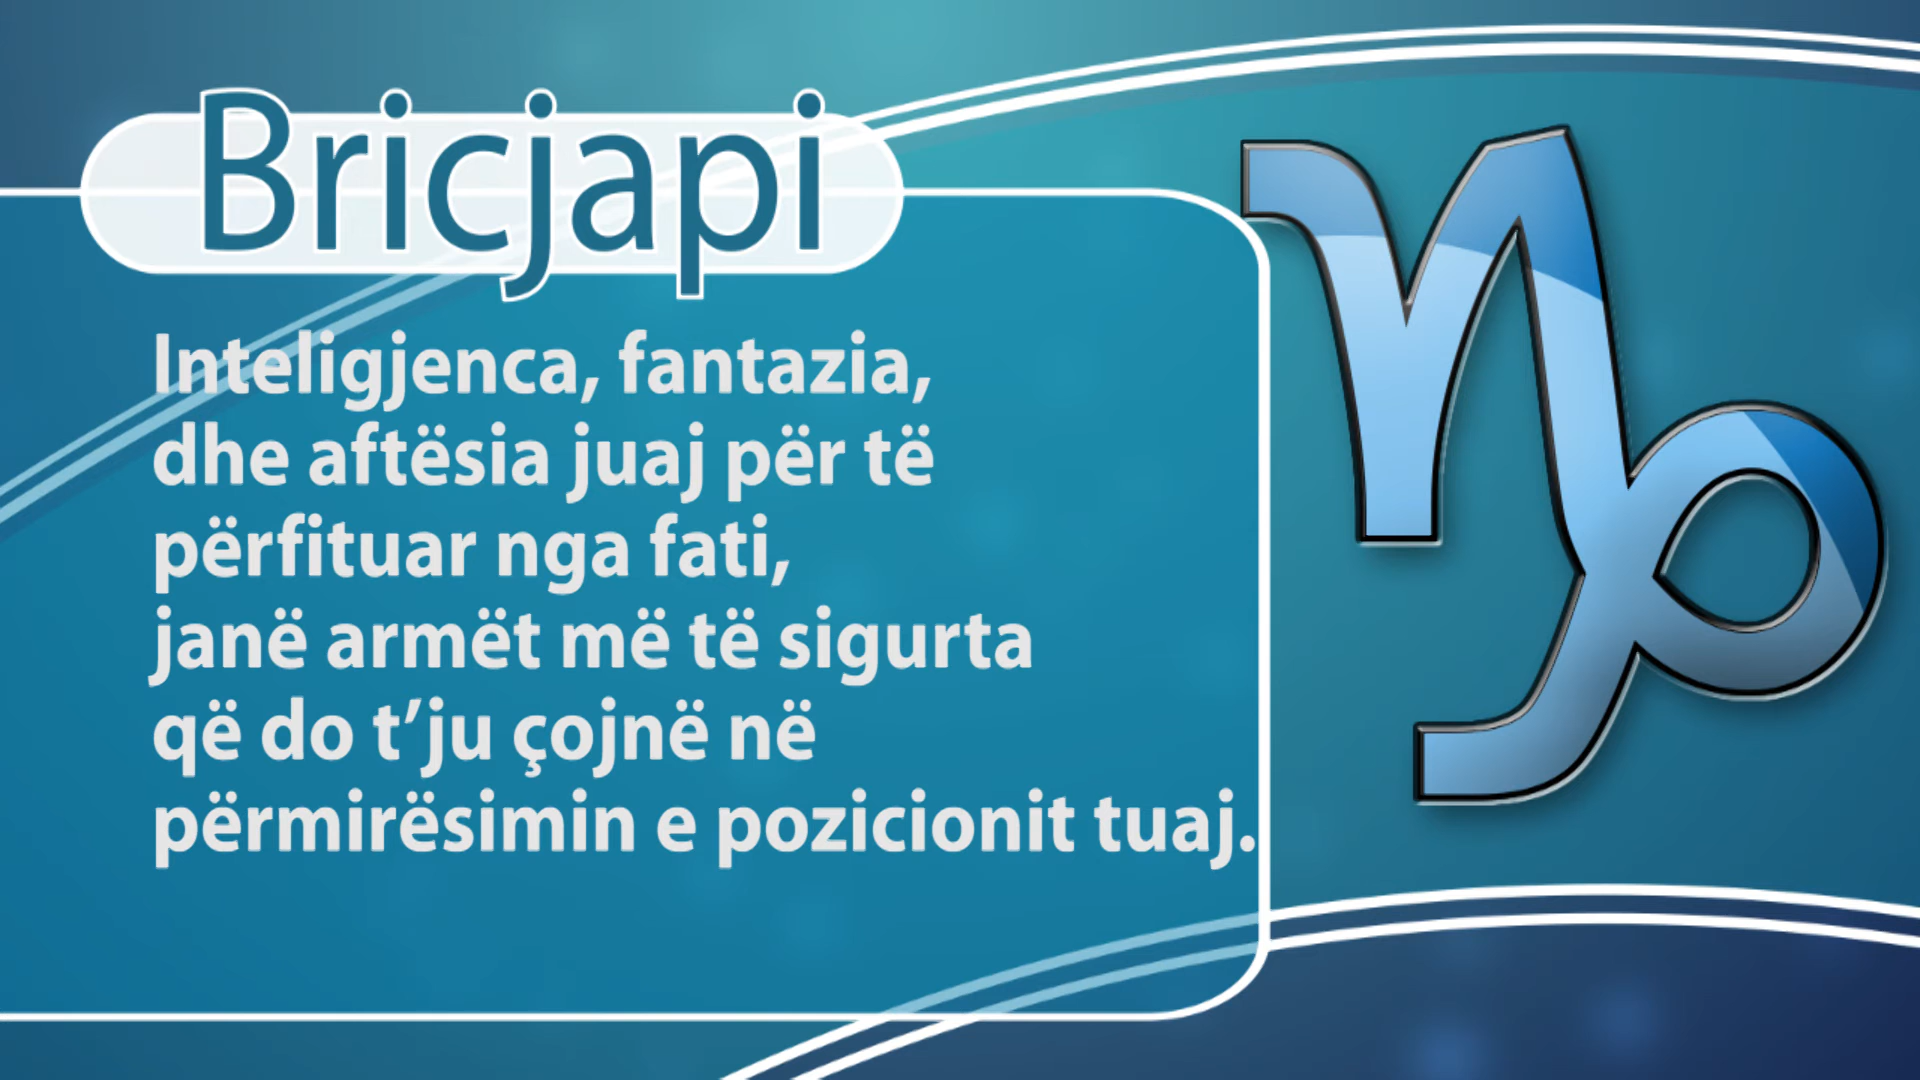 Bricjapi
Inteligjenca, fantazia,
dhe aftësia juaj për të
përfituar nga fati,
janë armët më të sigurta
që do t’ju çojnë në
përmirësimin e pozicionit tuaj.